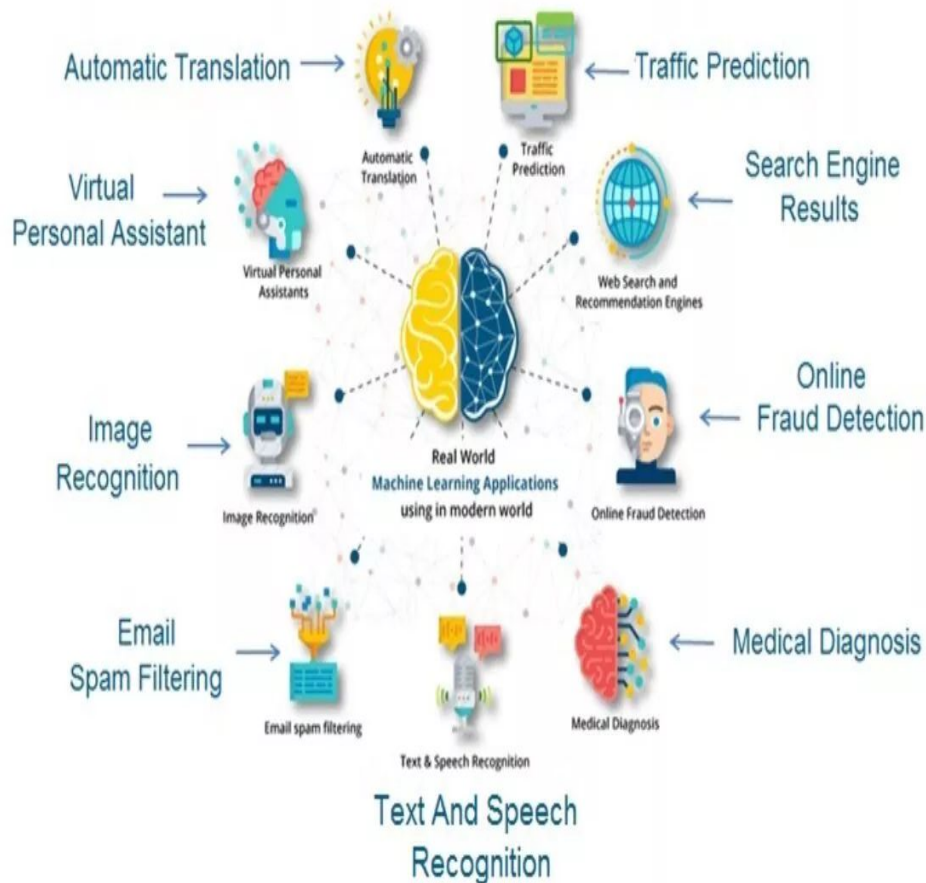 Automatic Translation
Traffic Prediction
Automatic
Translation
Traffic
Prediction
Virtual
Personal Assistant
Search Engine
Results
Virtual Personal
Assistants
Web Search and
Recommendation Engines
Image
Recognition
Online
Fraud Detection
Real World
Machine Learning Applications
using in modern world
Image Recognition
Online Fraud Detection
Email
Spam Filtering
Medical Diagnosis
Email spam filtering
Medical Diagnosis
Text & Speech Recognition
Text And Speech
Recognition